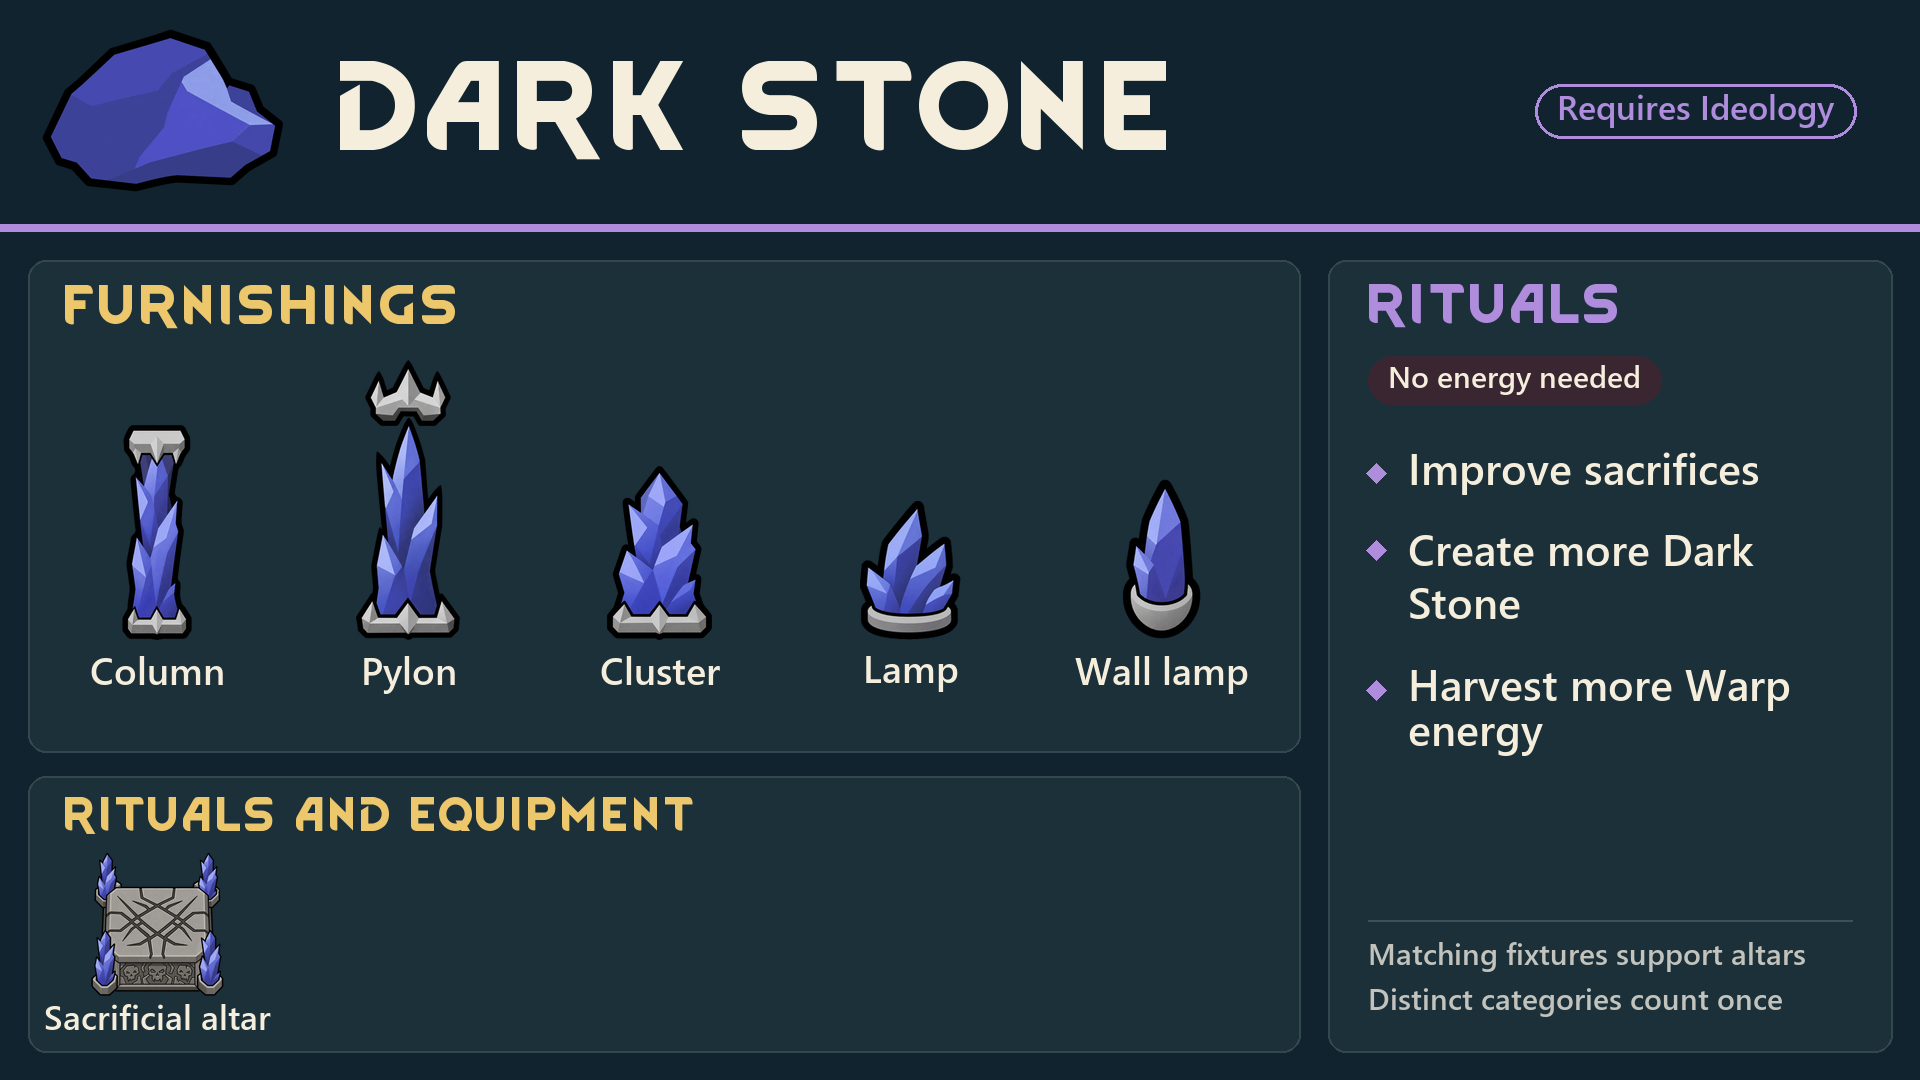 DARK STONE
Requires Ideology
FURNISHINGS
Column
Pylon
Cluster
Lamp
Wall lamp
RITUALS AND EQUIPMENT
Sacrificial altar
RITUALS
No energy needed
Improve sacrifices
Create more Dark
Stone
Harvest more Warp
energy
Matching fixtures support altars
Distinct categories count once